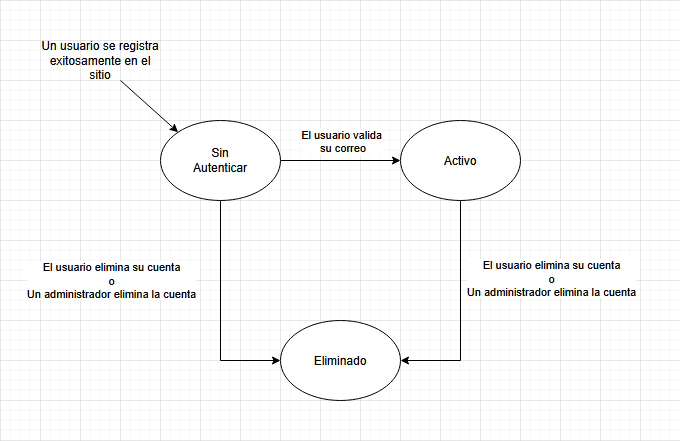 Un usuario se registra
exitosamente en el
sitio
Sin
Autenticar
El usuario valida
su correo
Activo
El usuario elimina su cuenta
o
Un administrador elimina la cuenta
El usuario elimina su cuenta
o
Un administrador elimina la cuenta
Eliminado